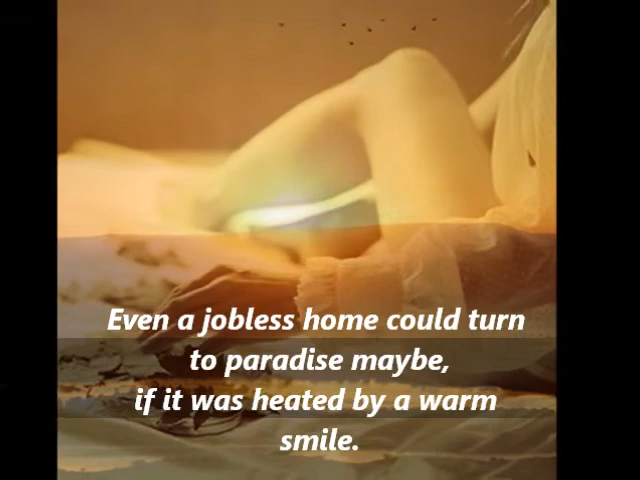 Even a jobless home could turn
to paradise maybe,
if it was heated by a warm
smile.